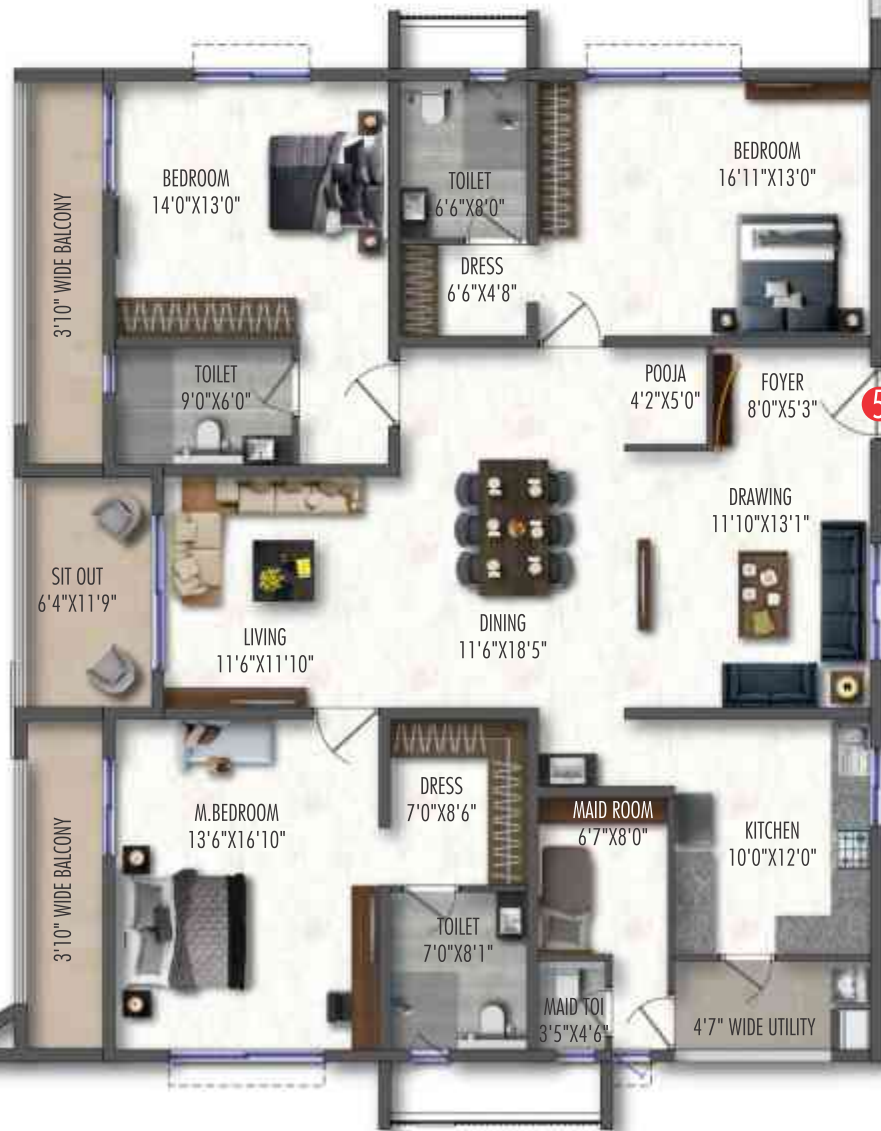 BEDROOM
14'0"X13'0"
TOILET
6'6"X8'0"
BEDROOM
16'11"X13'0"
3'10" WIDE BALCONY
DRESS
6'6"X4'8"
TOILET
9'0"X6'0"
POOJA
4'2"X5'0"
FOYER
8'0"X5'3"
5
DRAWING
11'10"X13'1"
SIT OUT
6'4"X11'9"
LIVING
11'6"X11'10"
DINING
11'6"X18'5"
M.BEDROOM
13'6"X16'10"
DRESS
7'0"X8'6"
MAID ROOM
6'7"X8'0"
KITCHEN
10'0"X12'0"
3'10" WIDE BALCONY
TOILET
7'0"X8'1"
MAID TOI
3'5"X4'6"
4'7" WIDE UTILITY